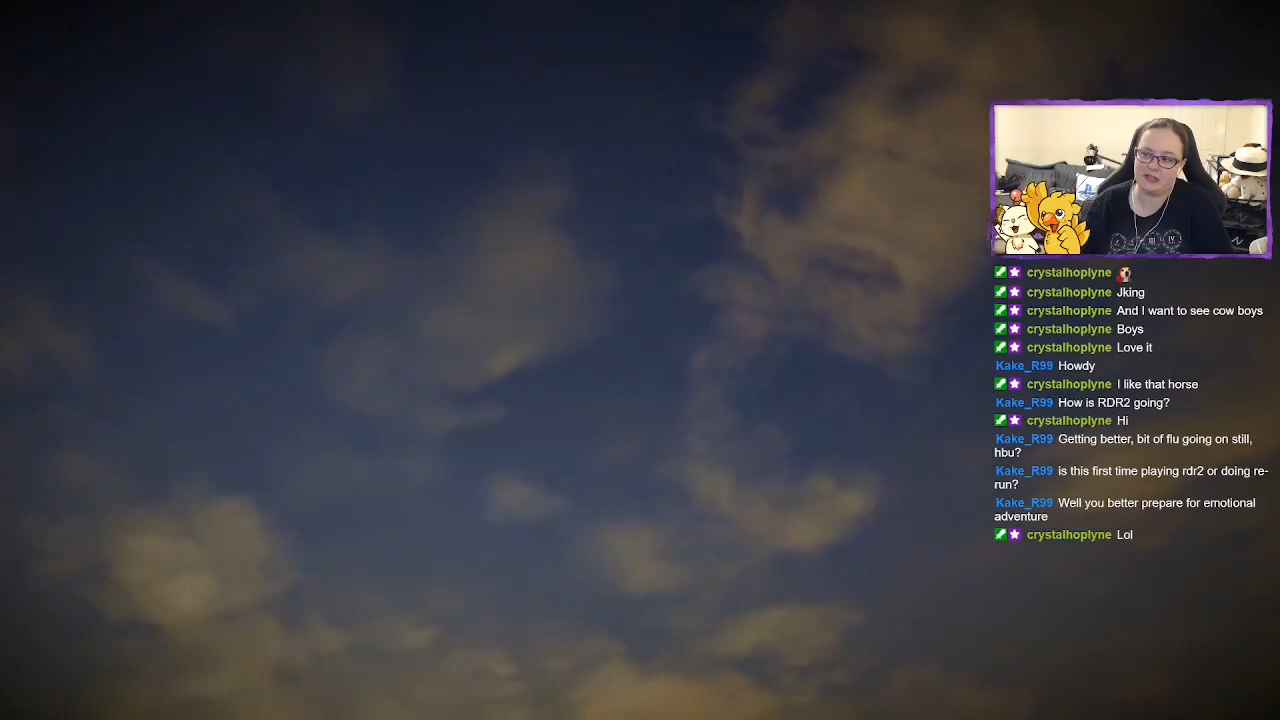 crystalhoplyne
crystalhoplyne Jking
crystalhoplyne And I want to see cow boys
crystalhoplyne Boys
crystalhoplyne Love it
Kake_R99 Howdy
crystalhoplyne I like that horse
Kake_R99 How is RDR2 going?
crystalhoplyne Hi
Kake_R99 Getting better, bit of flu going on still,
hbu?
Kake_R99 is this first time playing rdr2 or doing re-
run?
Kake_R99 Well you better prepare for emotional
adventure
crystalhoplyne Lol